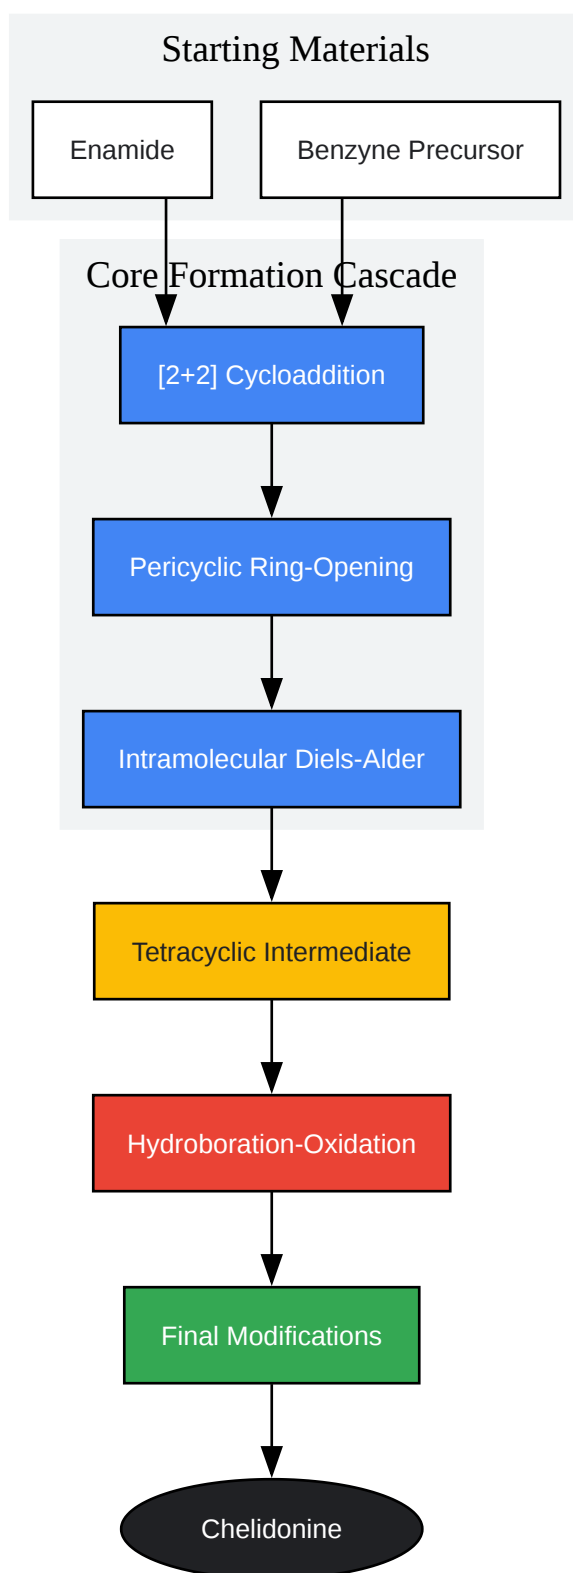 Starting Materials
Enamide
Benzyne Precursor
Core Formation Cascade
[2+2] Cycloaddition
Pericyclic Ring-Opening
Intramolecular Diels-Alder
Tetracyclic Intermediate
Hydroboration-Oxidation
Final Modifications
Chelidonine